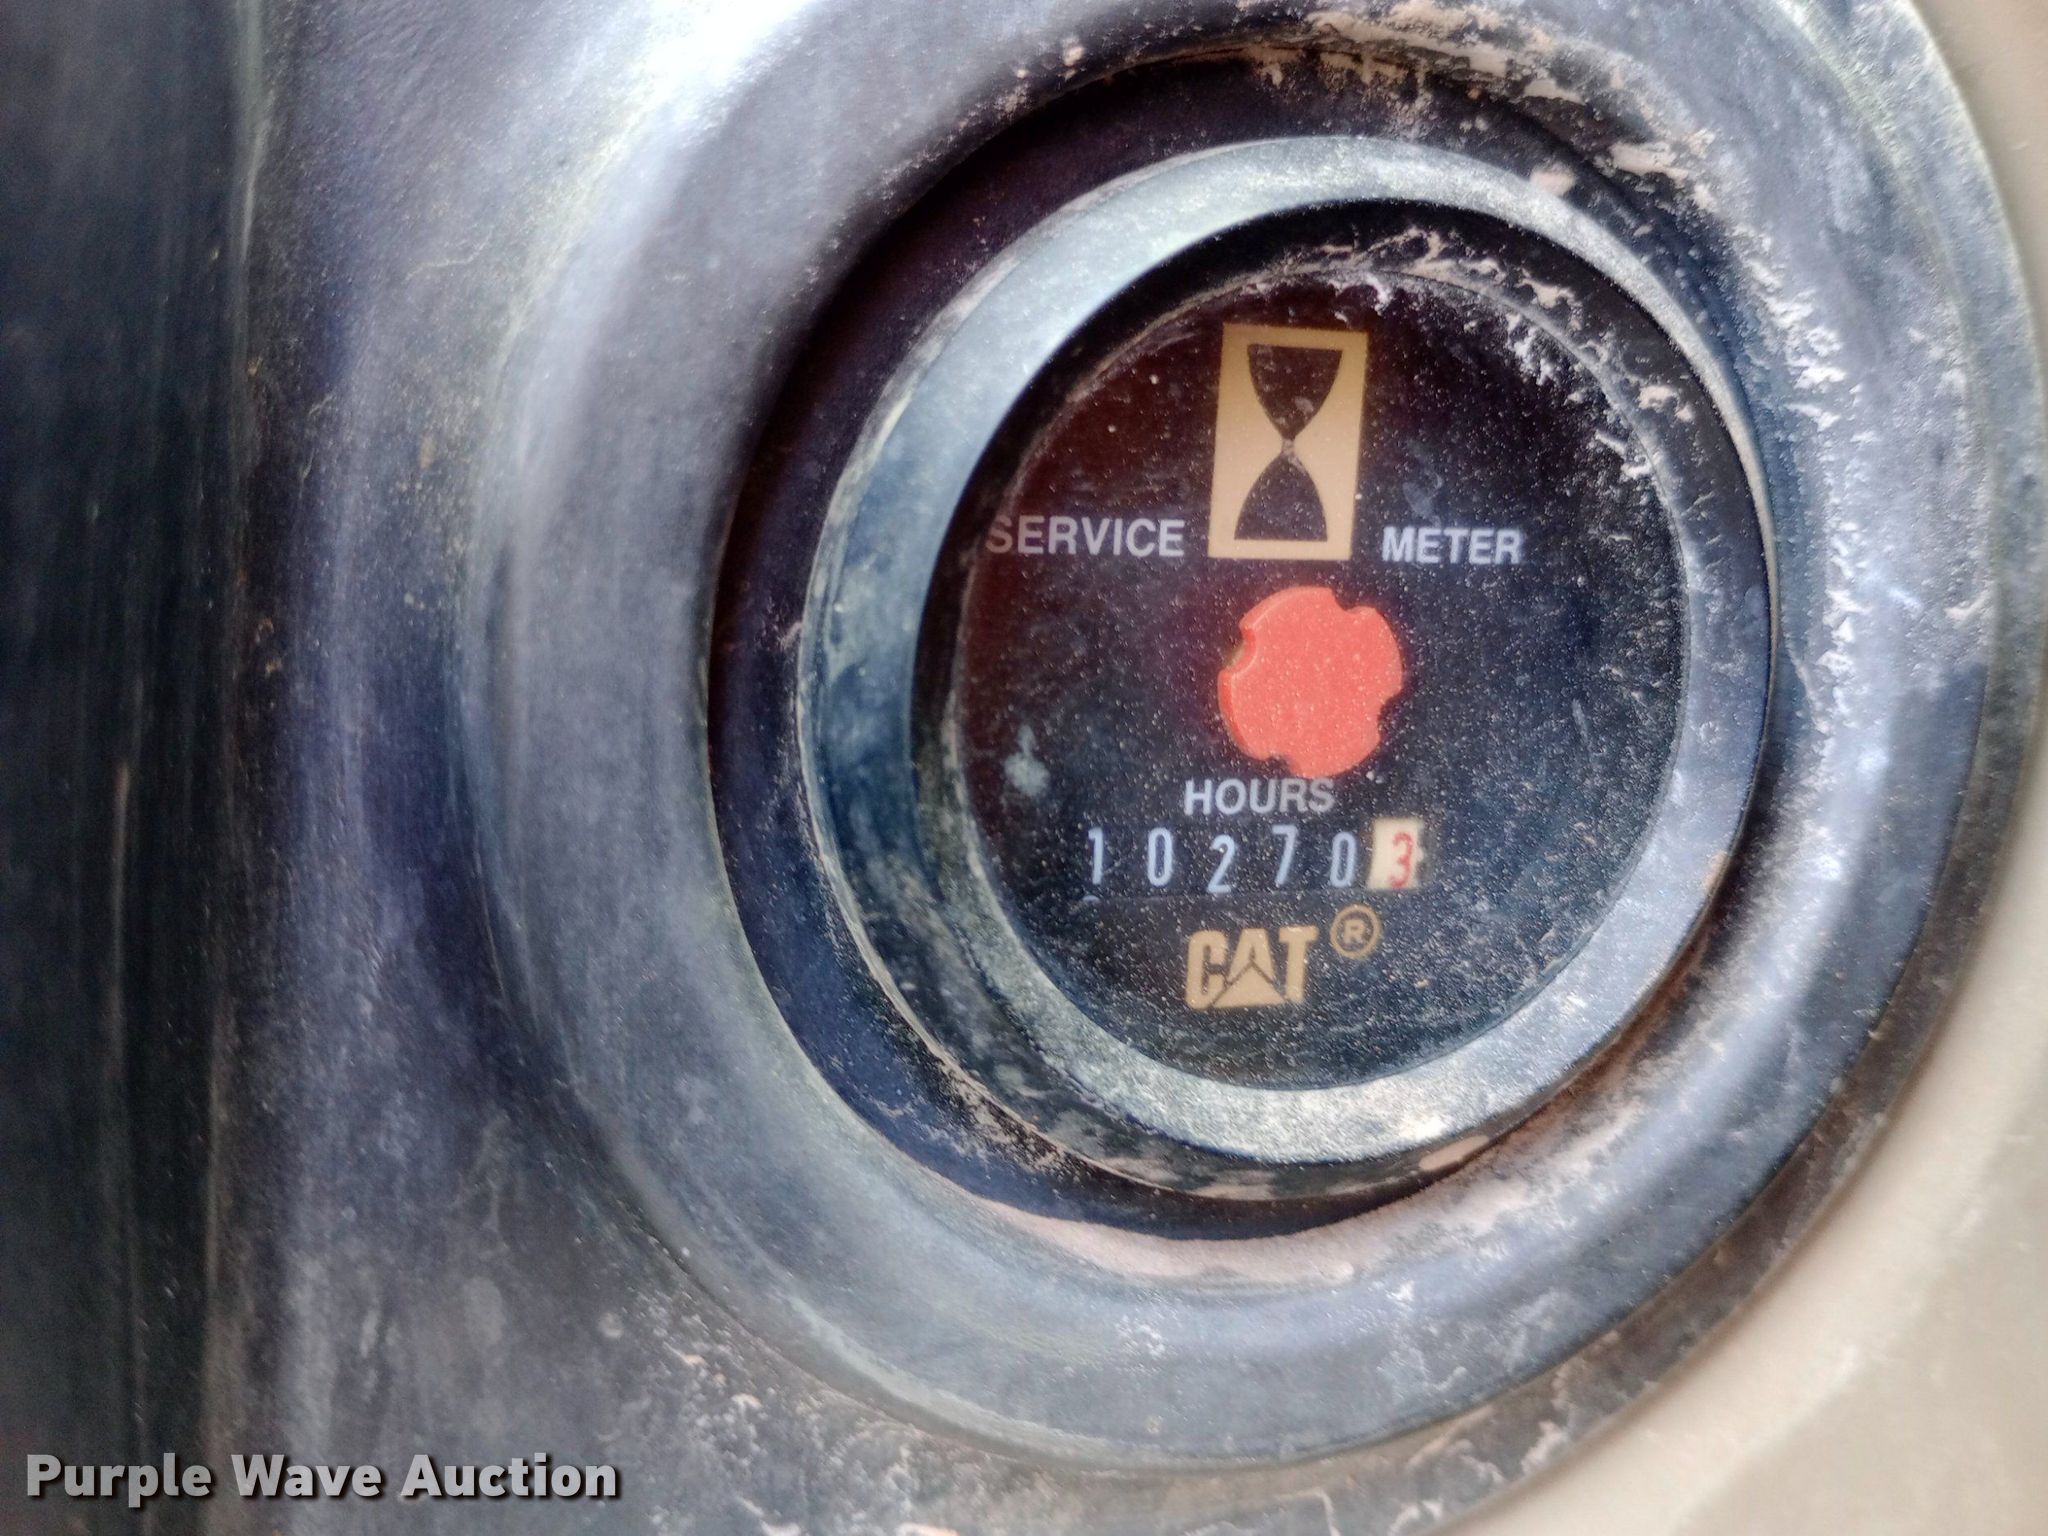 SERVICE METER
HOURS
102703
CAT®
Purple Wave Auction